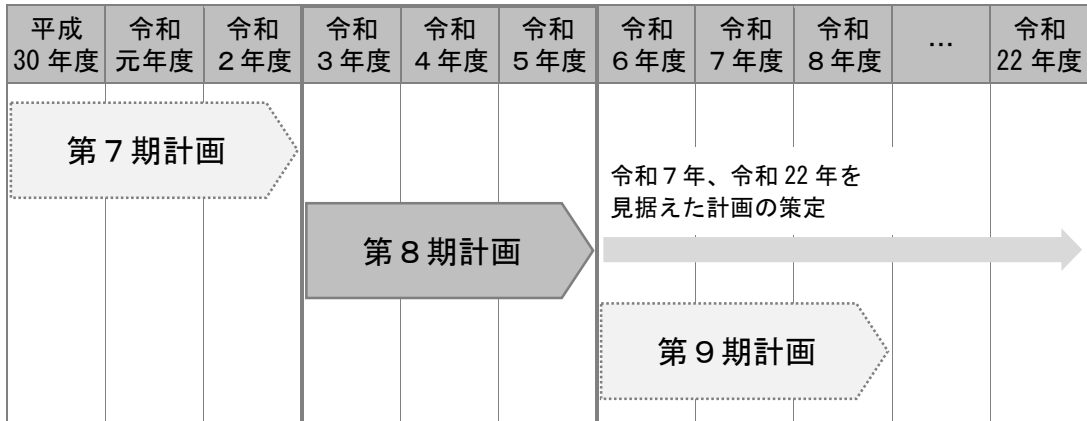 平成 令和 令和 令和 令和 令和 令和 令和 令和 … 令和
30 年度 元年度 2年度 3年度 4年度 5年度 6年度 7年度 8年度 22 年度
第7期計画
令和7年、令和 22 年を
見据えた計画の策定
第8期計画
第9期計画